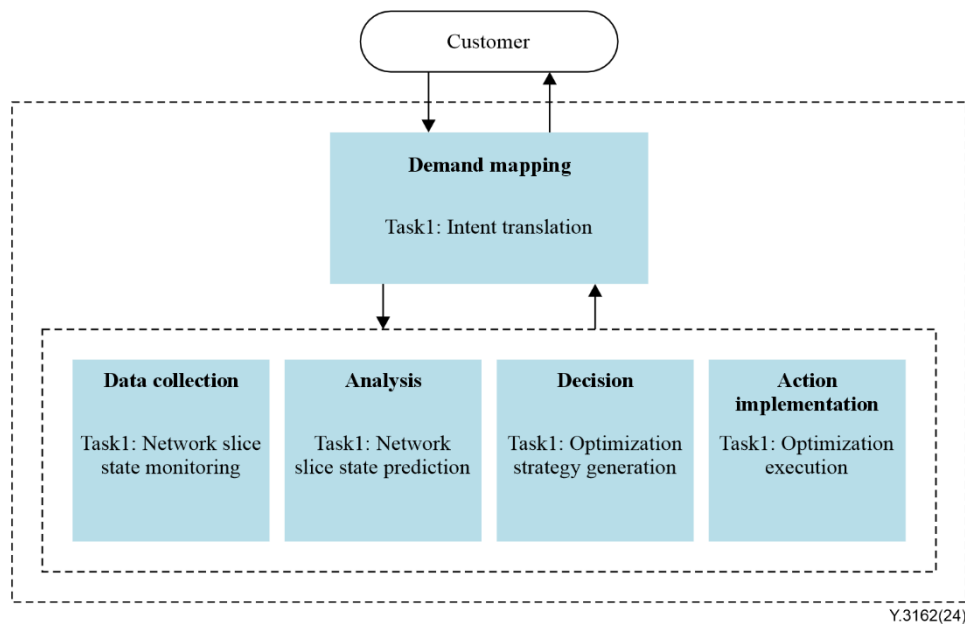 Customer
Demand mapping
Task1: Intent translation
Data collection
Task1: Network slice
state monitoring
Analysis
Task1: Network
slice state prediction
Decision
Task1: Optimization
strategy generation
Action
implementation
Task1: Optimization
execution
Y.3162(24)